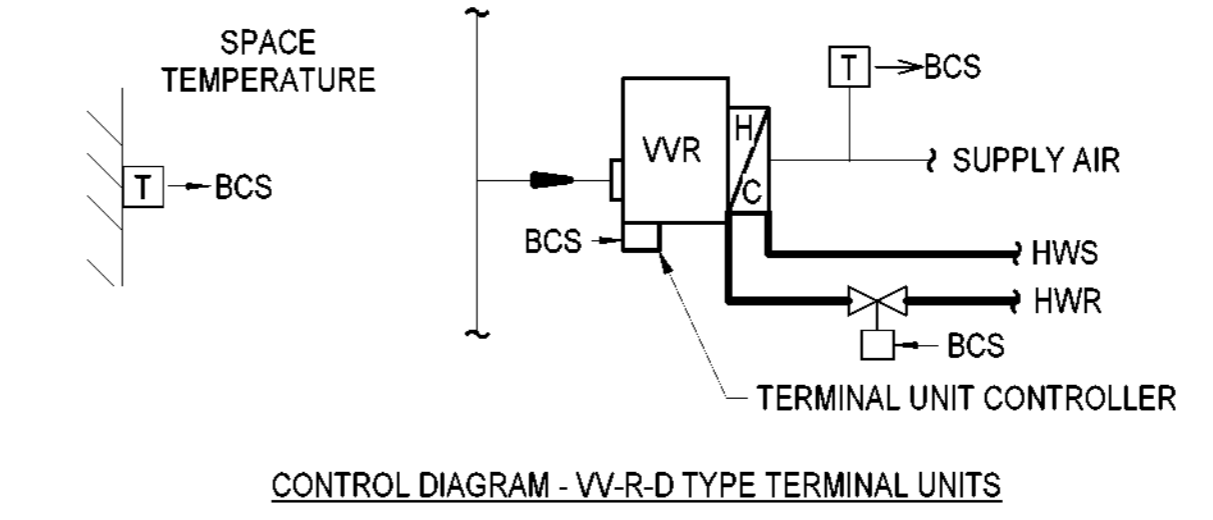 SPACE
TEMPERATURE
T
BCS
BCS
VVR
H
C
T
BCS
SUPPLY AIR
HWS
HWR
BCS
TERMINAL UNIT CONTROLLER
CONTROL DIAGRAM - VV-R-D TYPE TERMINAL UNITS